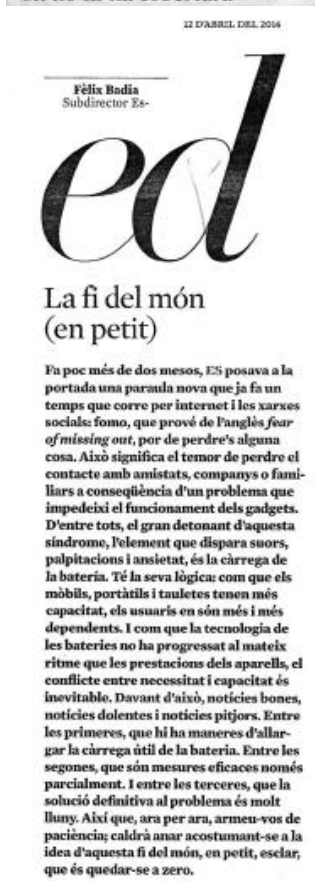 12 D'ABRIL DEL 2014
Fèlix Badia
Subdirector Es-
ed
La fi del món
(en petit)
Fa poc més de dos mesos, ES posava a la
portada una paraula nova que ja fa un
temps que corre per internet i les xarxes
socials: fomo, que prové de l'anglès fear
of missing out, por de perdre's alguna
cosa. Això significa el temor de perdre el
contacte amb amistats, companys o fami-
liars a conseqüència d'un problema que
impedeixi el funcionament dels gadgets.
D'entre tots, el gran detonant d'aquesta
síndrome, l'element que dispara suors,
palpitacions i ansietat, és la càrrega de
la bateria. Té la seva lògica: com que els
mòbils, portàtils i tauletes tenen més
capacitat, els usuaris en són més i més
dependents. I com que la tecnologia de
les bateries no ha progressat al mateix
ritme que les prestacions dels aparells, el
conflicte entre necessitat i capacitat és
inevitable. Davant d'això, notícies bones,
notícies dolentes i notícies pitjors. Entre
les primeres, que hi ha maneres d'allar-
gar la càrrega útil de la bateria. Entre les
segones, que són mesures eficaces només
parcialment. I entre les terceres, que la
solució definitiva al problema és molt
lluny. Així que, ara per ara, armeu-vos de
paciència; caldrà anar acostumant-se a la
idea d'aquesta fi del món, en petit, esclar,
que és quedar-se a zero.